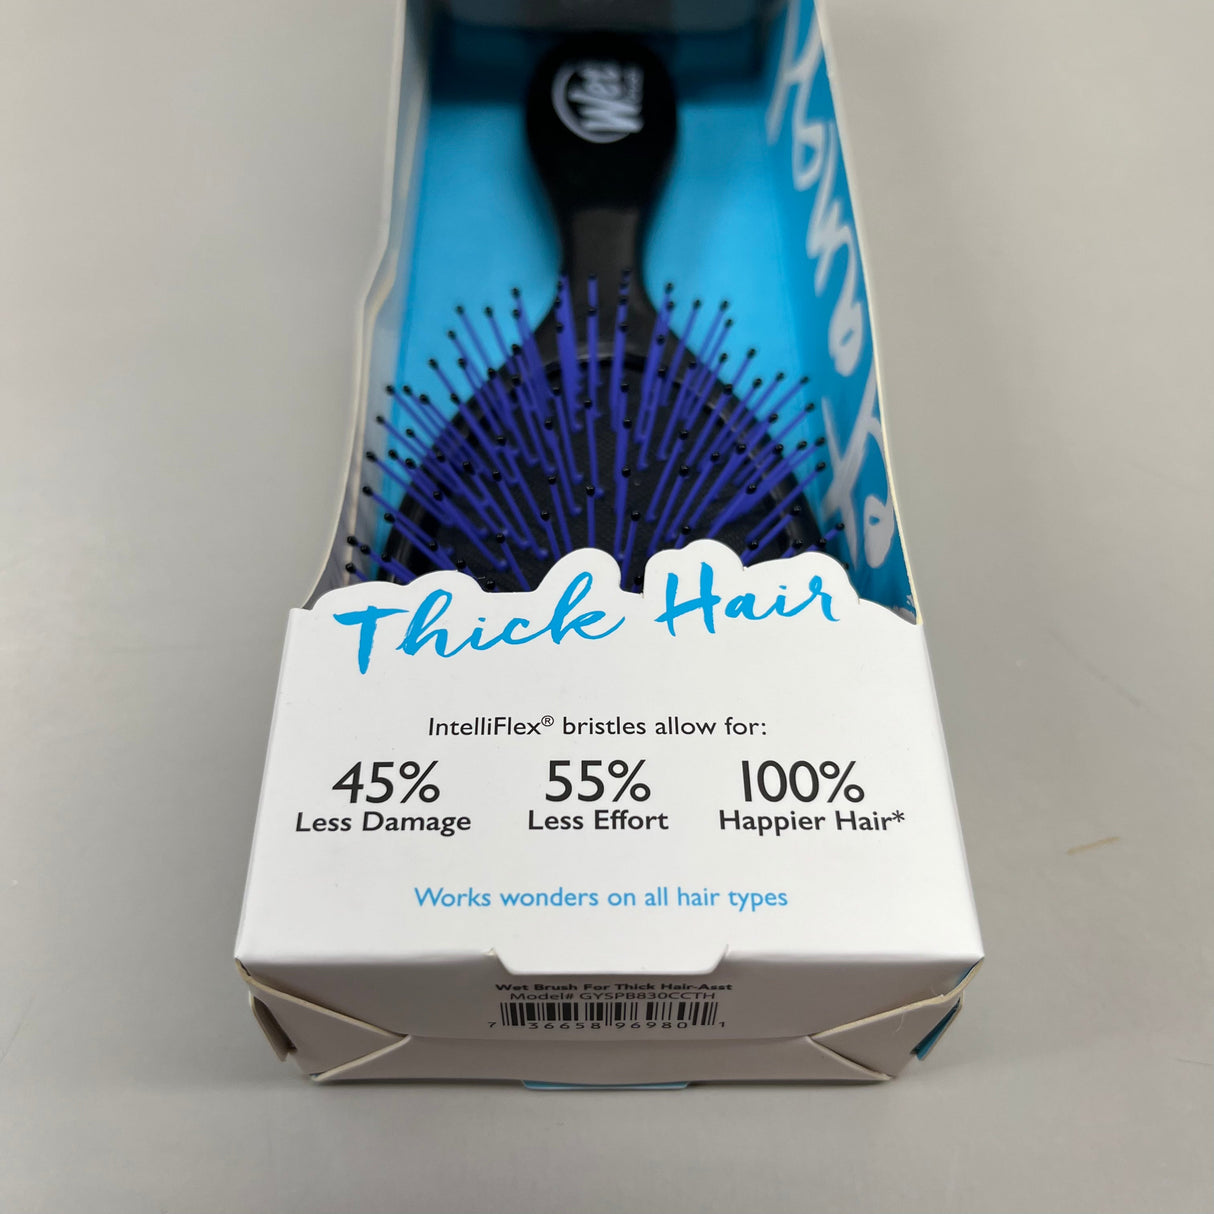 Wet
Thick Hair
IntelliFlex® bristles allow for:
45% 55% 100%
Less Damage Less Effort Happier Hair*
Works wonders on all hair types
Wet Brush For Thick Hair-Asst
Model# GYSPB830CCTH
7 36658 96980 1